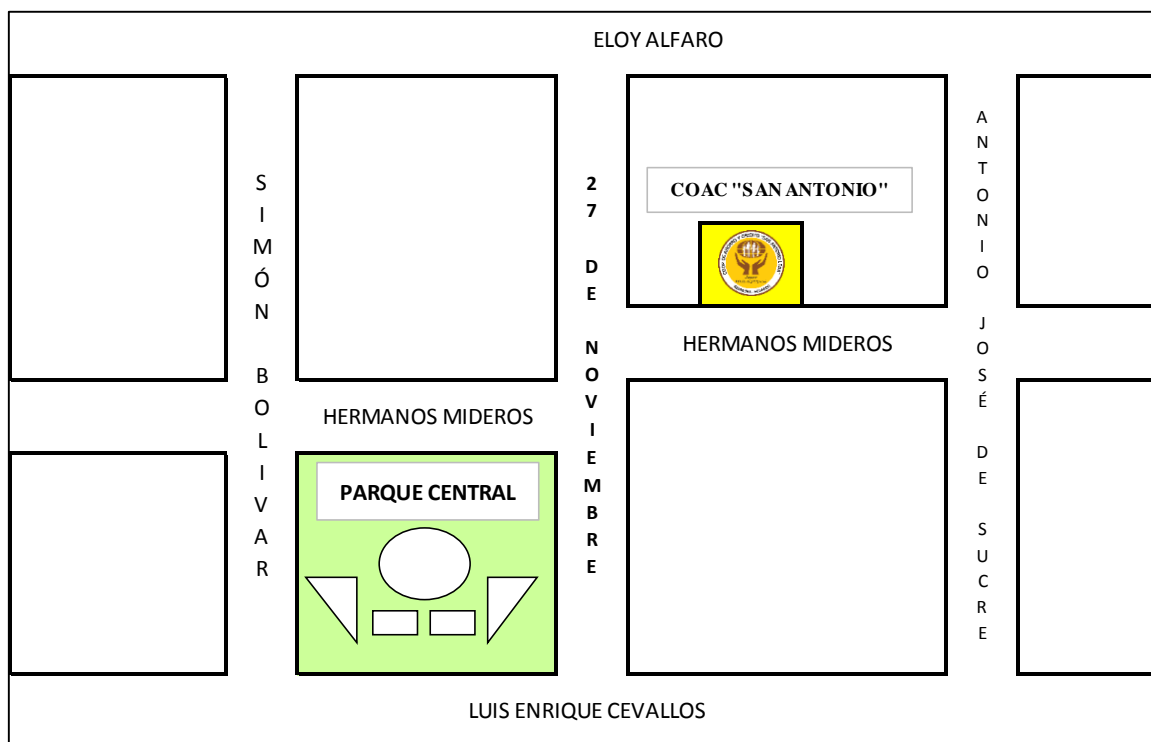 ELOY ALFARO
SIMÓN BOLIVAR
27 DE NOVIEMBRE
COAC "SAN ANTONIO"
ANTONIO JOSÉ DE SUCRE
HERMANOS MIDEROS
HERMANOS MIDEROS
PARQUE CENTRAL
LUIS ENRIQUE CEVALLOS